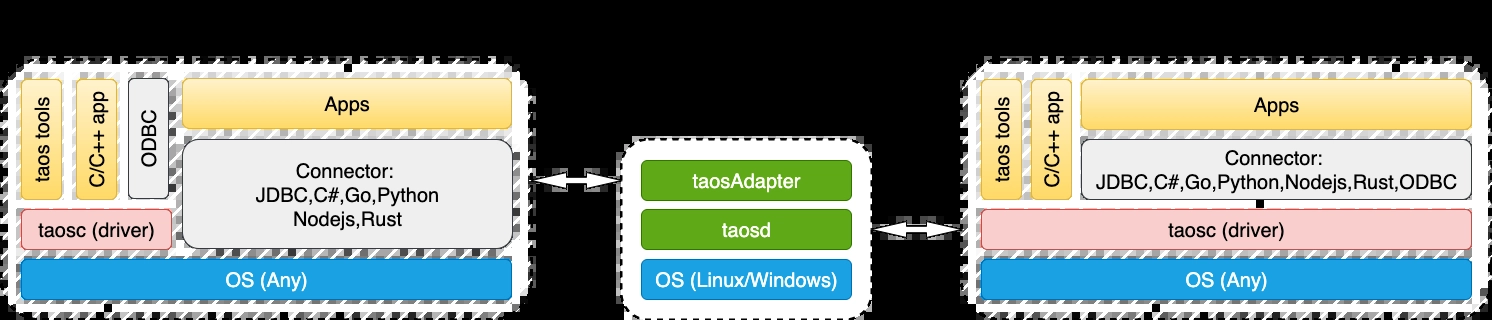 taos tools
C/C++ app
ODBC
Apps
Connector:
JDBC,C#,Go,Python
Nodejs,Rust
taosc (driver)
OS (Any)
taosAdapter
taosd
OS (Linux/Windows)
taos tools
C/C++ app
Apps
Connector:
JDBC,C#,Go,Python,Nodejs,Rust,ODBC
taosc (driver)
OS (Any)